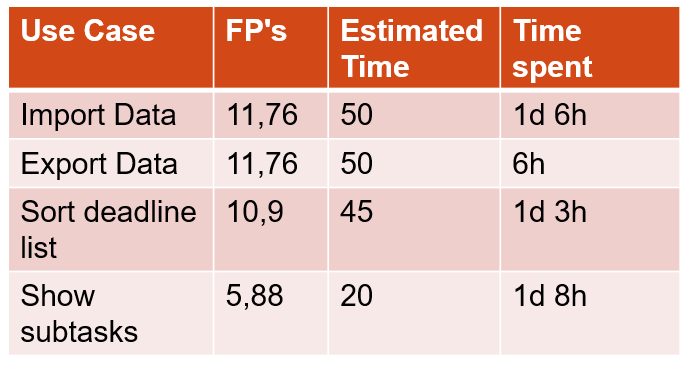 Use Case FP's Estimated Time Time spent
Import Data 11,76 50 1d 6h
Export Data 11,76 50 6h
Sort deadline list 10,9 45 1d 3h
Show subtasks 5,88 20 1d 8h